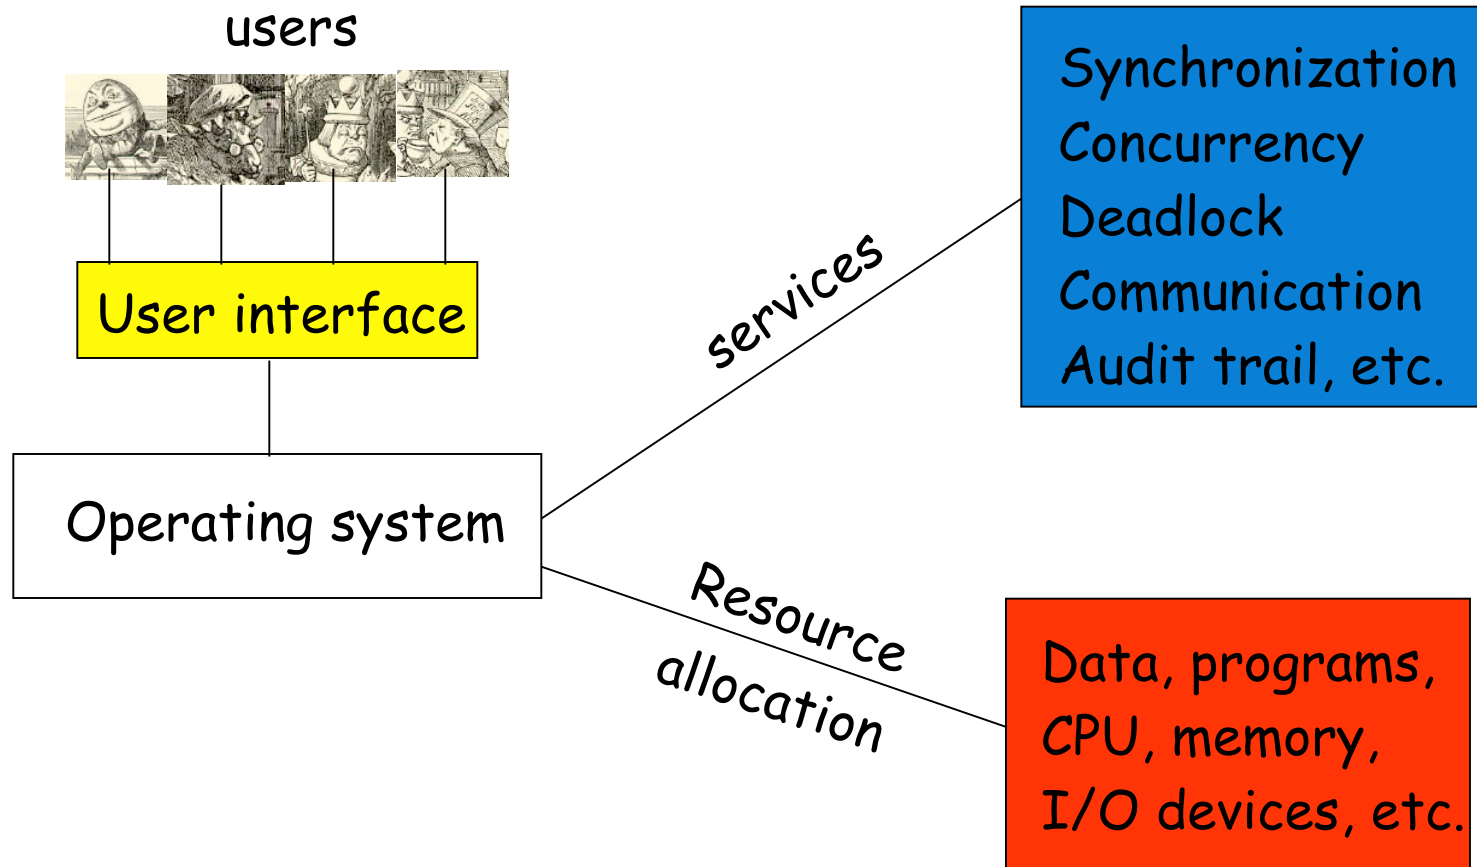 users
User interface
Operating system
services
Resource
allocation
Synchronization
Concurrency
Deadlock
Communication
Audit trail, etc.
Data, programs,
CPU, memory,
I/O devices, etc.